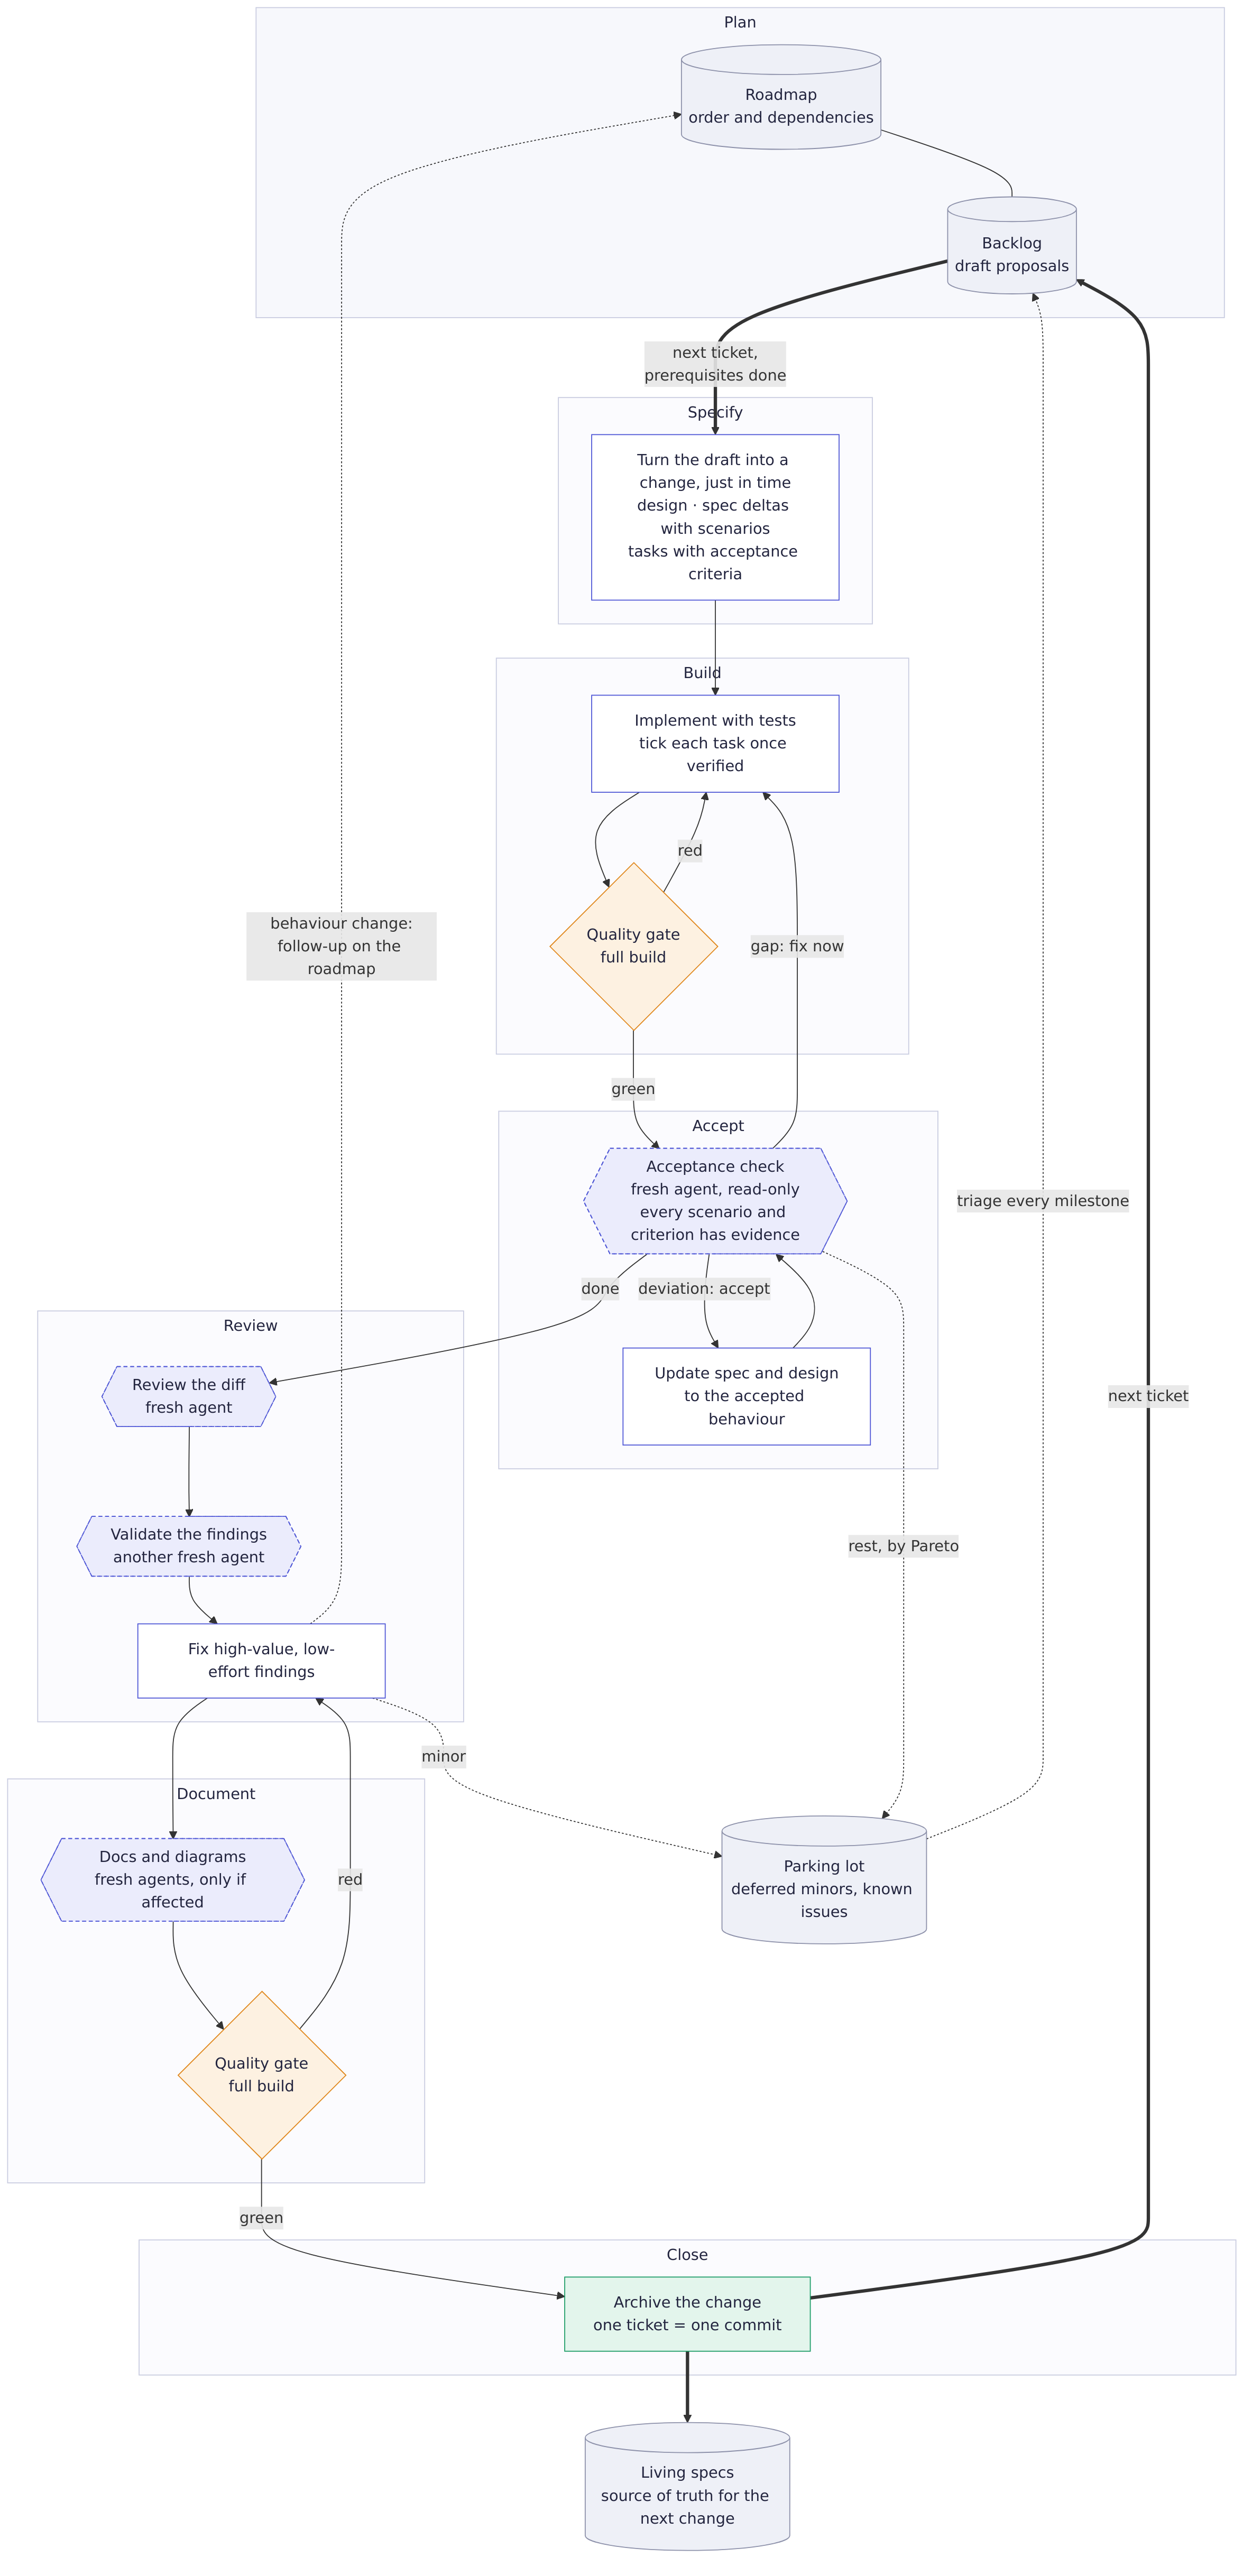 Plan
Roadmap
order and dependencies
Backlog
draft proposals
next ticket,
prerequisites done
Specify
Turn the draft into a
change, just in time
design · spec deltas
with scenarios
tasks with acceptance
criteria
Build
Implement with tests
tick each task once
verified
red
behaviour change:
follow-up on the
roadmap
Quality gate
full build
gap: fix now
green
Accept
Acceptance check
fresh agent, read-only
every scenario and
criterion has evidence
triage every milestone
done
deviation: accept
Review
Review the diff
fresh agent
Update spec and design
to the accepted
behaviour
next ticket
Validate the findings
another fresh agent
rest, by Pareto
Fix high-value, low-
effort findings
minor
Document
Docs and diagrams
fresh agents, only if
affected
red
Parking lot
deferred minors, known
issues
Quality gate
full build
green
Close
Archive the change
one ticket = one commit
Living specs
source of truth for the
next change